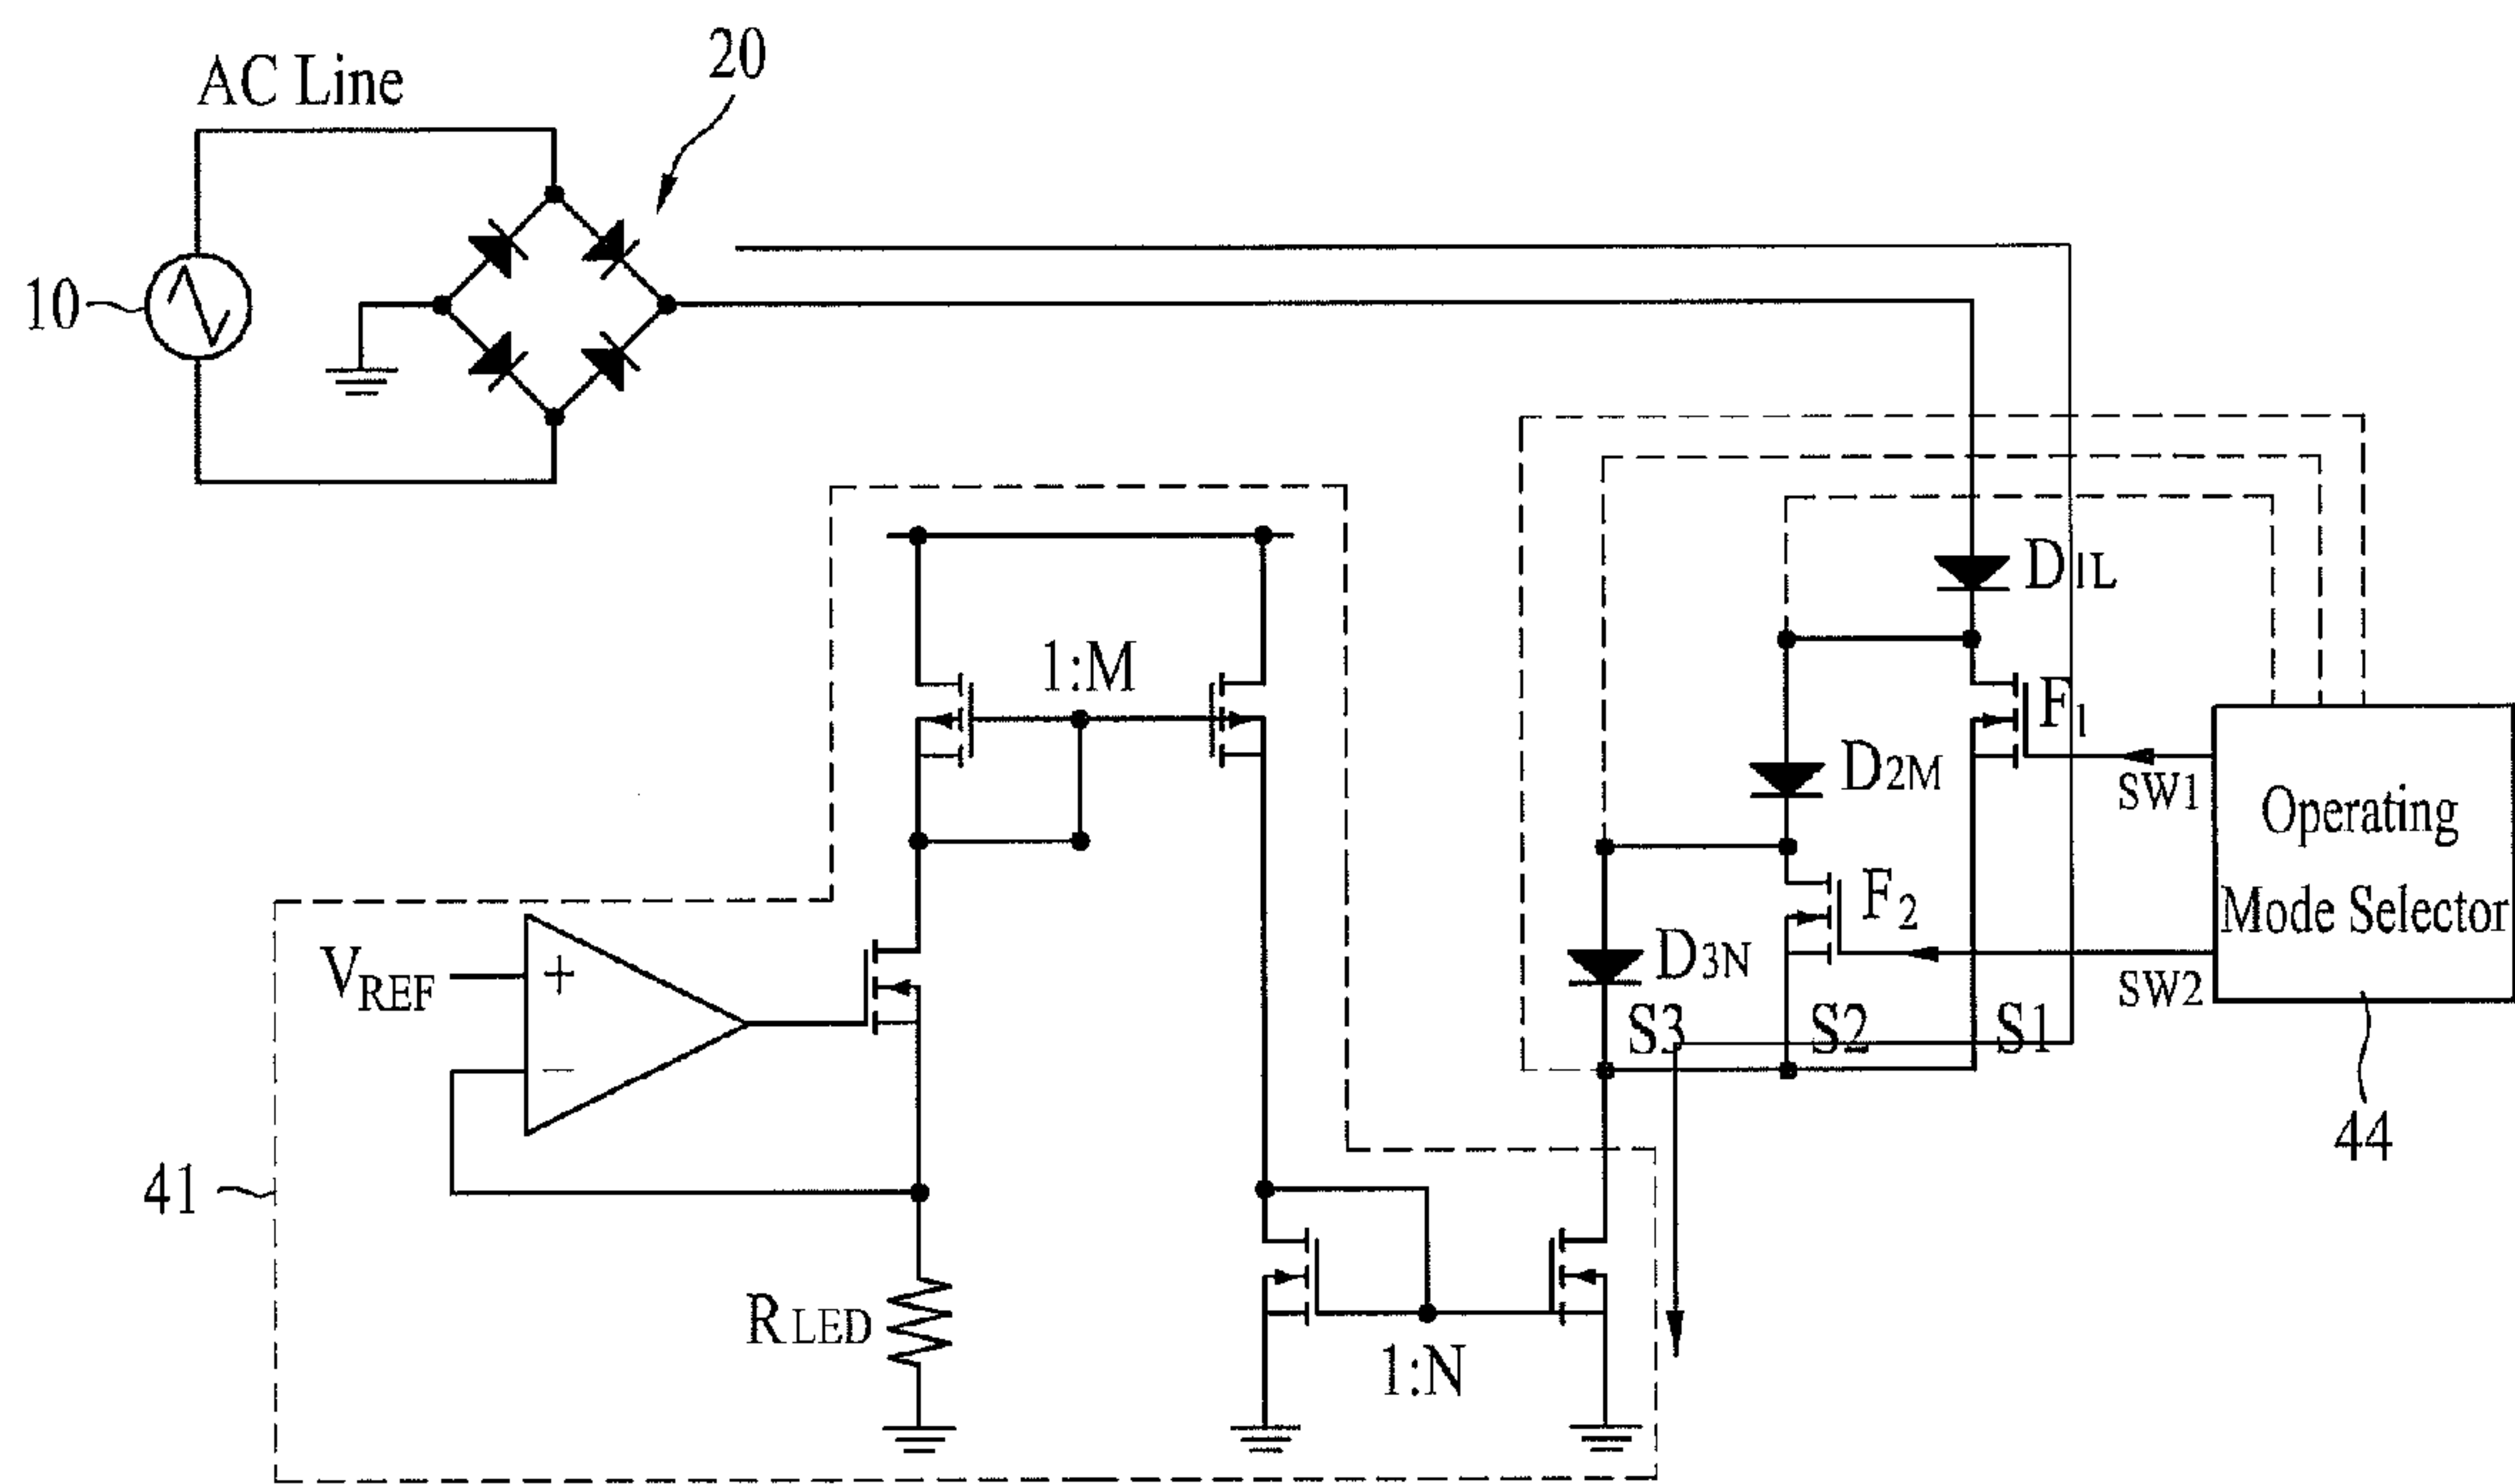 AC Line
20
10
D1L
1:M
F1
D2M
SW1
Operating
Mode Selector
F2
VREF
+
−
D3N
SW2
S3
S2
S1
44
41
RLED
1:N